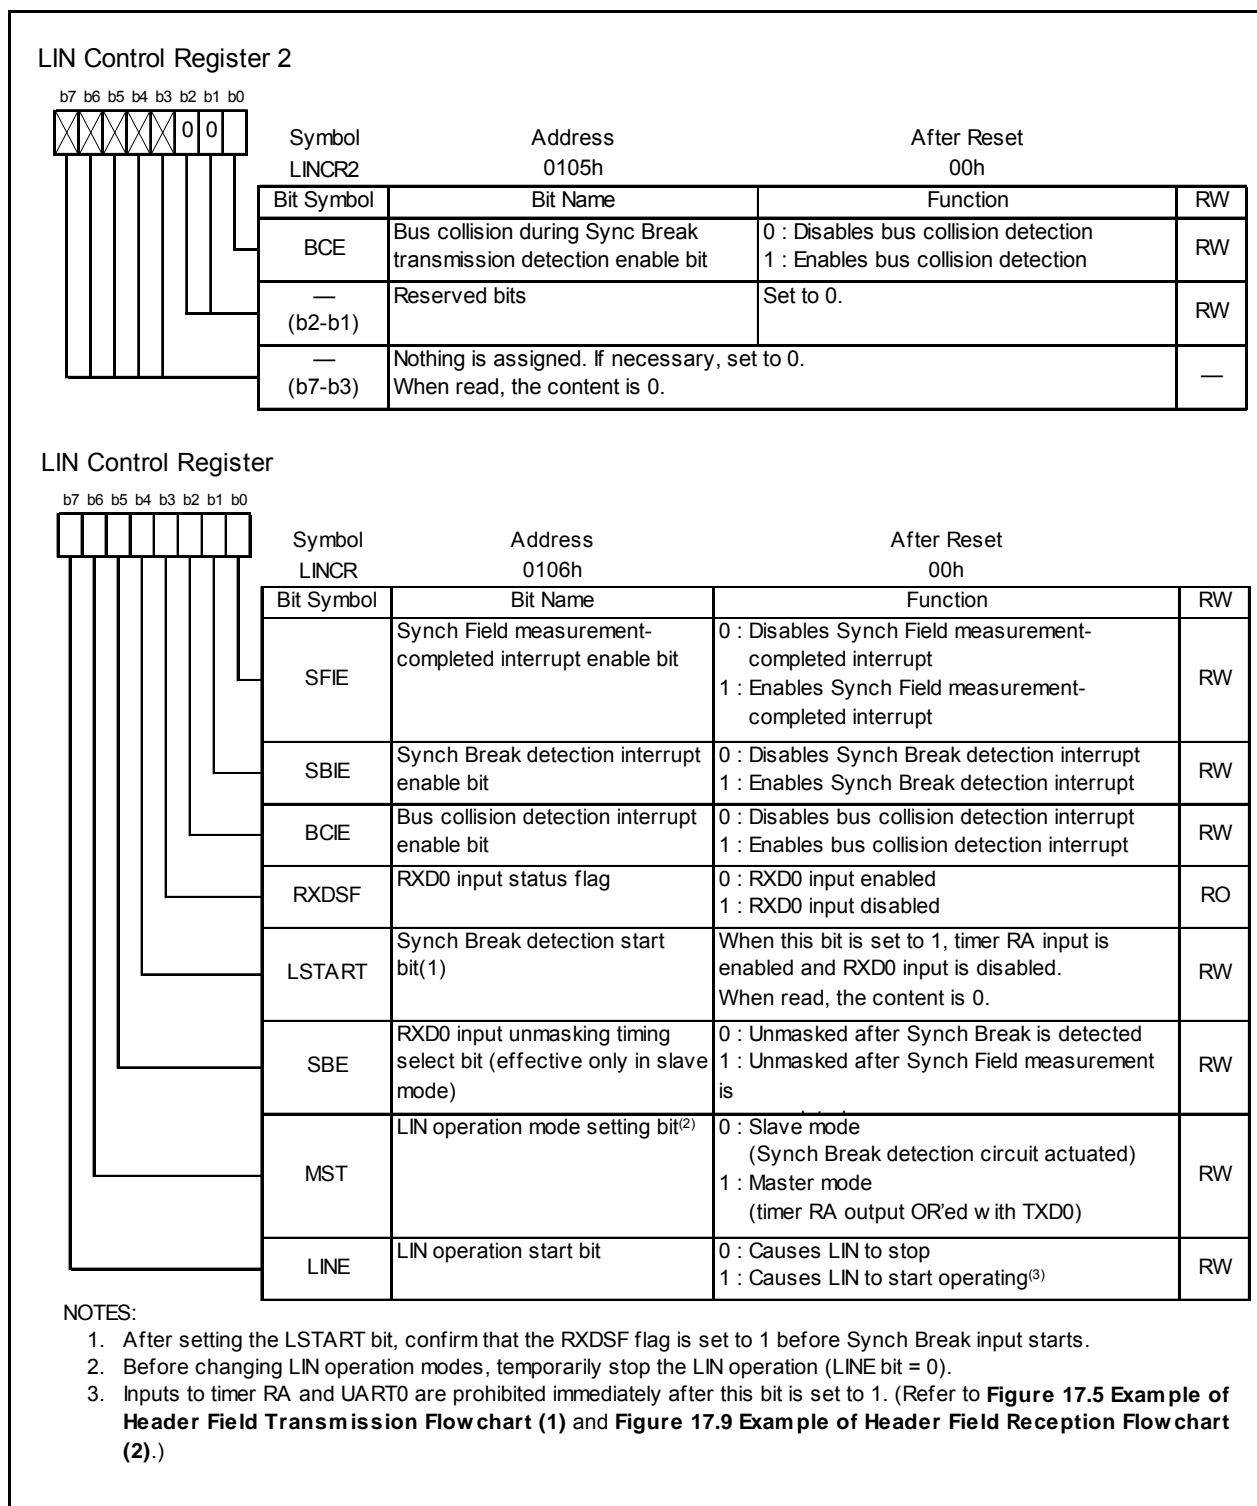 LIN Control Register 2
b7 b6 b5 b4 b3 b2 b1 b0
0 0
Symbol Address After Reset
LINCR2 0105h 00h
Bit Symbol Bit Name Function RW
BCE Bus collision during Sync Break 0 : Disables bus collision detection RW
transmission detection enable bit 1 : Enables bus collision detection
— Reserved bits Set to 0. RW
(b2-b1)
— Nothing is assigned. If necessary, set to 0. —
(b7-b3) When read, the content is 0.
LIN Control Register
b7 b6 b5 b4 b3 b2 b1 b0
Symbol Address After Reset
LINCR 0106h 00h
Bit Symbol Bit Name Function RW
SFIE Synch Field measurement- 0 : Disables Synch Field measurement- RW
completed interrupt enable bit completed interrupt
1 : Enables Synch Field measurement-
completed interrupt
SBIE Synch Break detection interrupt 0 : Disables Synch Break detection interrupt RW
enable bit 1 : Enables Synch Break detection interrupt
BCIE Bus collision detection interrupt 0 : Disables bus collision detection interrupt RW
enable bit 1 : Enables bus collision detection interrupt
RXDSF RXD0 input status flag 0 : RXD0 input enabled RO
1 : RXD0 input disabled
LSTART Synch Break detection start When this bit is set to 1, timer RA input is RW
bit(1) enabled and RXD0 input is disabled.
When read, the content is 0.
SBE RXD0 input unmasking timing 0 : Unmasked after Synch Break is detected RW
select bit (effective only in slave 1 : Unmasked after Synch Field measurement
mode) is
MST LIN operation mode setting bit(2) 0 : Slave mode RW
(Synch Break detection circuit actuated)
1 : Master mode
(timer RA output OR'ed with TXD0)
LINE LIN operation start bit 0 : Causes LIN to stop RW
1 : Causes LIN to start operating(3)
NOTES:
1. After setting the LSTART bit, confirm that the RXDSF flag is set to 1 before Synch Break input starts.
2. Before changing LIN operation modes, temporarily stop the LIN operation (LINE bit = 0).
3. Inputs to timer RA and UART0 are prohibited immediately after this bit is set to 1. (Refer to Figure 17.5 Example of
Header Field Transmission Flowchart (1) and Figure 17.9 Example of Header Field Reception Flowchart
(2).)